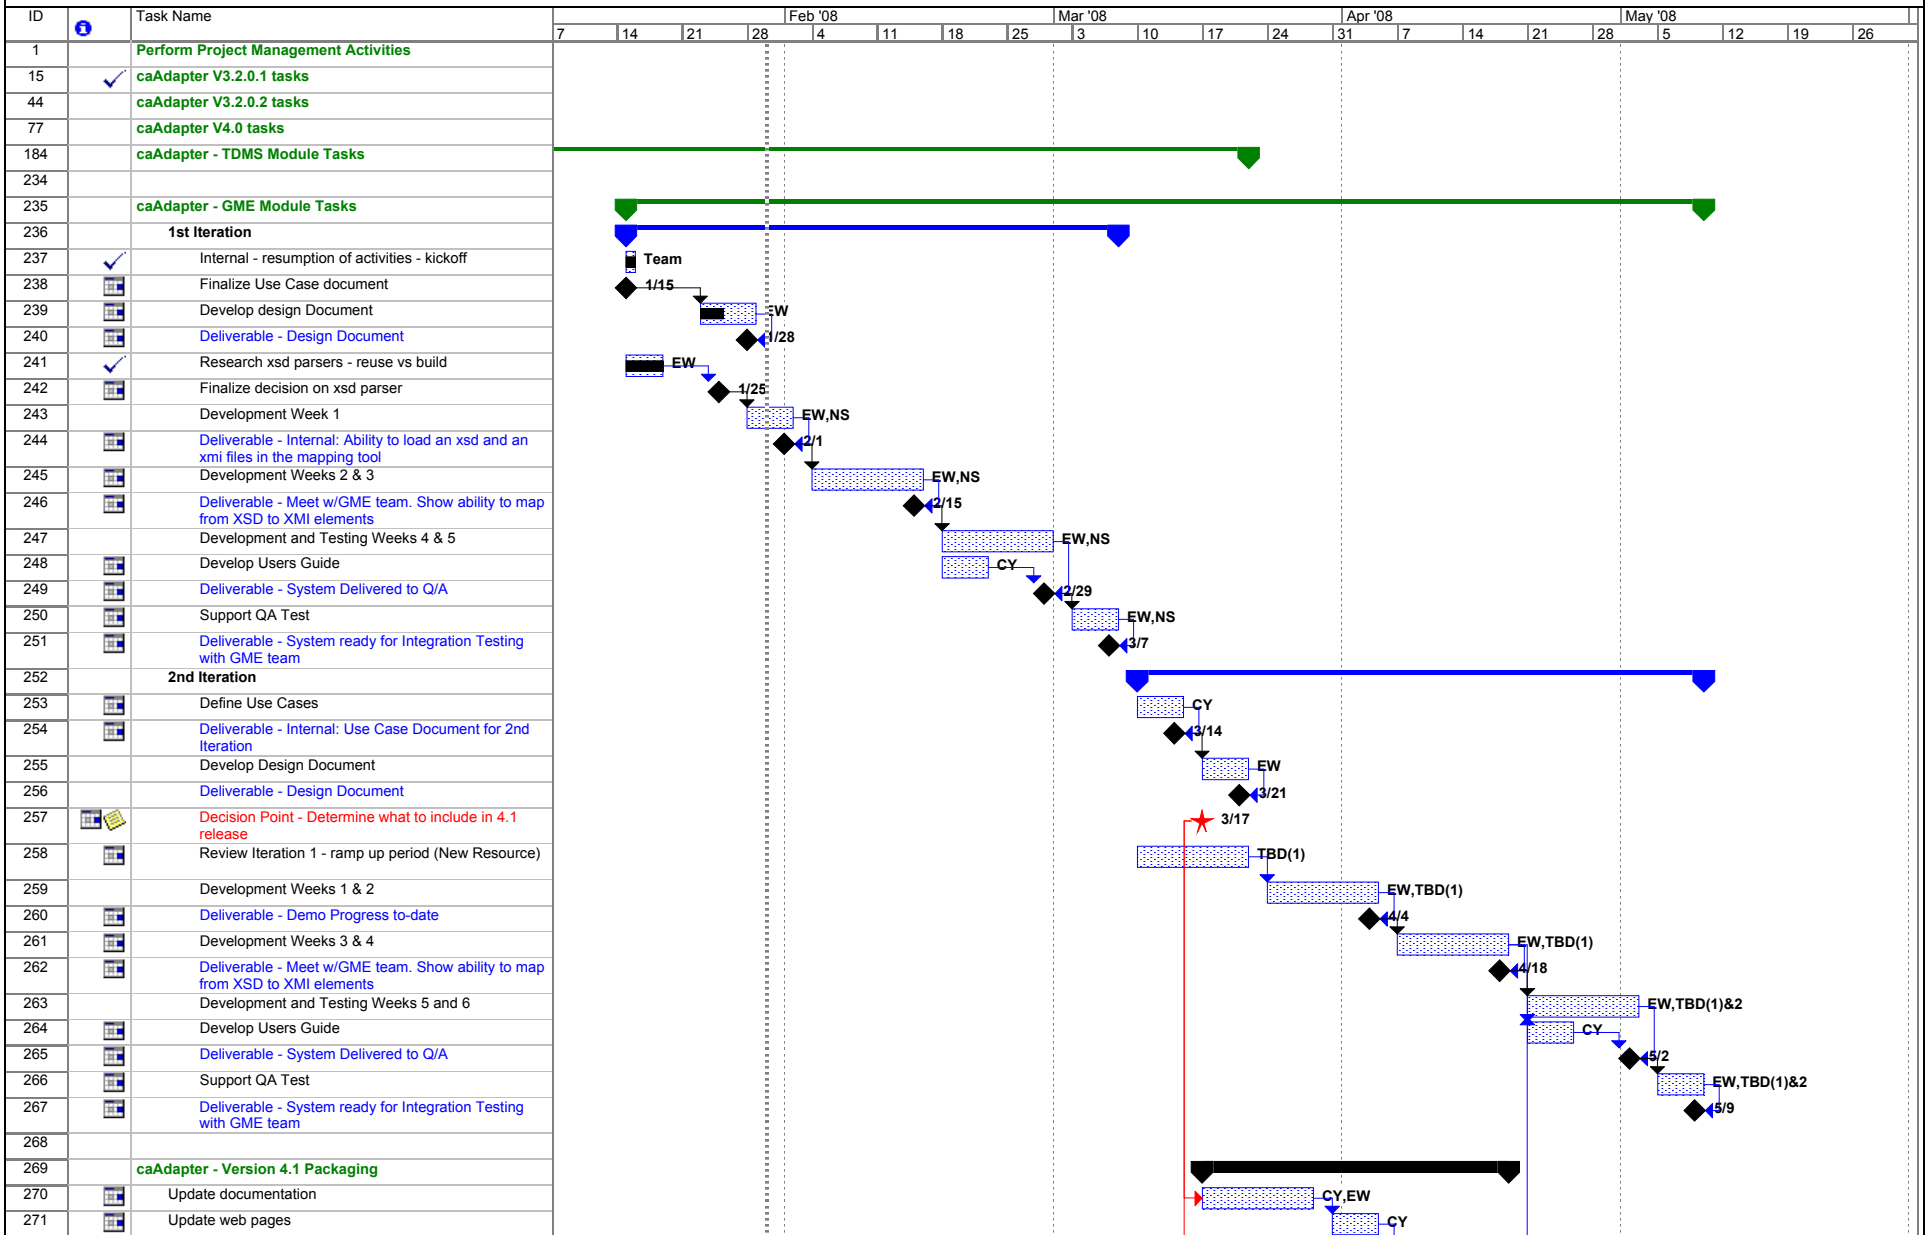 ID Task Name Feb '08 Mar '08 Apr '08 May '08
7 14 21 28 4 11 18 25 3 10 17 24 31 7 14 21 28 5 12 19 26
1 Perform Project Management Activities
15 caAdapter V3.2.0.1 tasks
44 caAdapter V3.2.0.2 tasks
77 caAdapter V4.0 tasks
184 caAdapter - TDMS Module Tasks
234
235 caAdapter - GME Module Tasks
236 1st Iteration
237 Internal - resumption of activities - kickoff Team
238 Finalize Use Case document 1/15
239 Develop design Document EW
240 Deliverable - Design Document 1/28
241 Research xsd parsers - reuse vs build EW
242 Finalize decision on xsd parser 1/25
243 Development Week 1 EW,NS
244 Deliverable - Internal: Ability to load an xsd and an 2/1
xmi files in the mapping tool
245 Development Weeks 2 & 3 EW,NS
246 Deliverable - Meet w/GME team. Show ability to map 2/15
from XSD to XMI elements
247 Development and Testing Weeks 4 & 5 EW,NS
248 Develop Users Guide CY
249 Deliverable - System Delivered to Q/A 2/29
250 Support QA Test EW,NS
251 Deliverable - System ready for Integration Testing 3/7
with GME team
252 2nd Iteration
253 Define Use Cases CY
254 Deliverable - Internal: Use Case Document for 2nd 3/14
Iteration
255 Develop Design Document EW
256 Deliverable - Design Document 3/21
257 Decision Point - Determine what to include in 4.1 3/17
release
258 Review Iteration 1 - ramp up period (New Resource) TBD(1)
259 Development Weeks 1 & 2 EW,TBD(1)
260 Deliverable - Demo Progress to-date 4/4
261 Development Weeks 3 & 4 EW,TBD(1)
262 Deliverable - Meet w/GME team. Show ability to map 4/18
from XSD to XMI elements
263 Development and Testing Weeks 5 and 6 EW,TBD(1)&2
264 Develop Users Guide CY
265 Deliverable - System Delivered to Q/A 5/2
266 Support QA Test EW,TBD(1)&2
267 Deliverable - System ready for Integration Testing 5/9
with GME team
268
269 caAdapter - Version 4.1 Packaging
270 Update documentation CY,EW
271 Update web pages CY